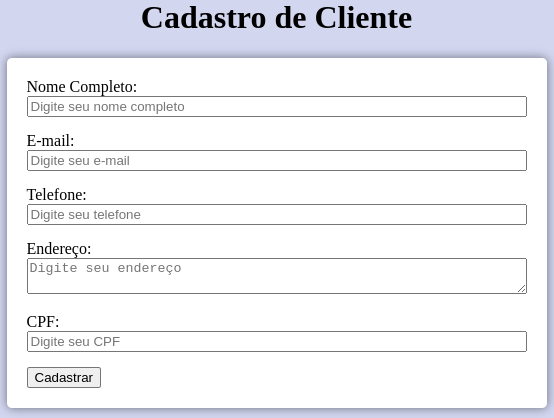 Cadastro de Cliente
Nome Completo:
Digite seu nome completo
E-mail:
Digite seu e-mail
Telefone:
Digite seu telefone
Endereço:
Digite seu endereço
CPF:
Digite seu CPF
Cadastrar